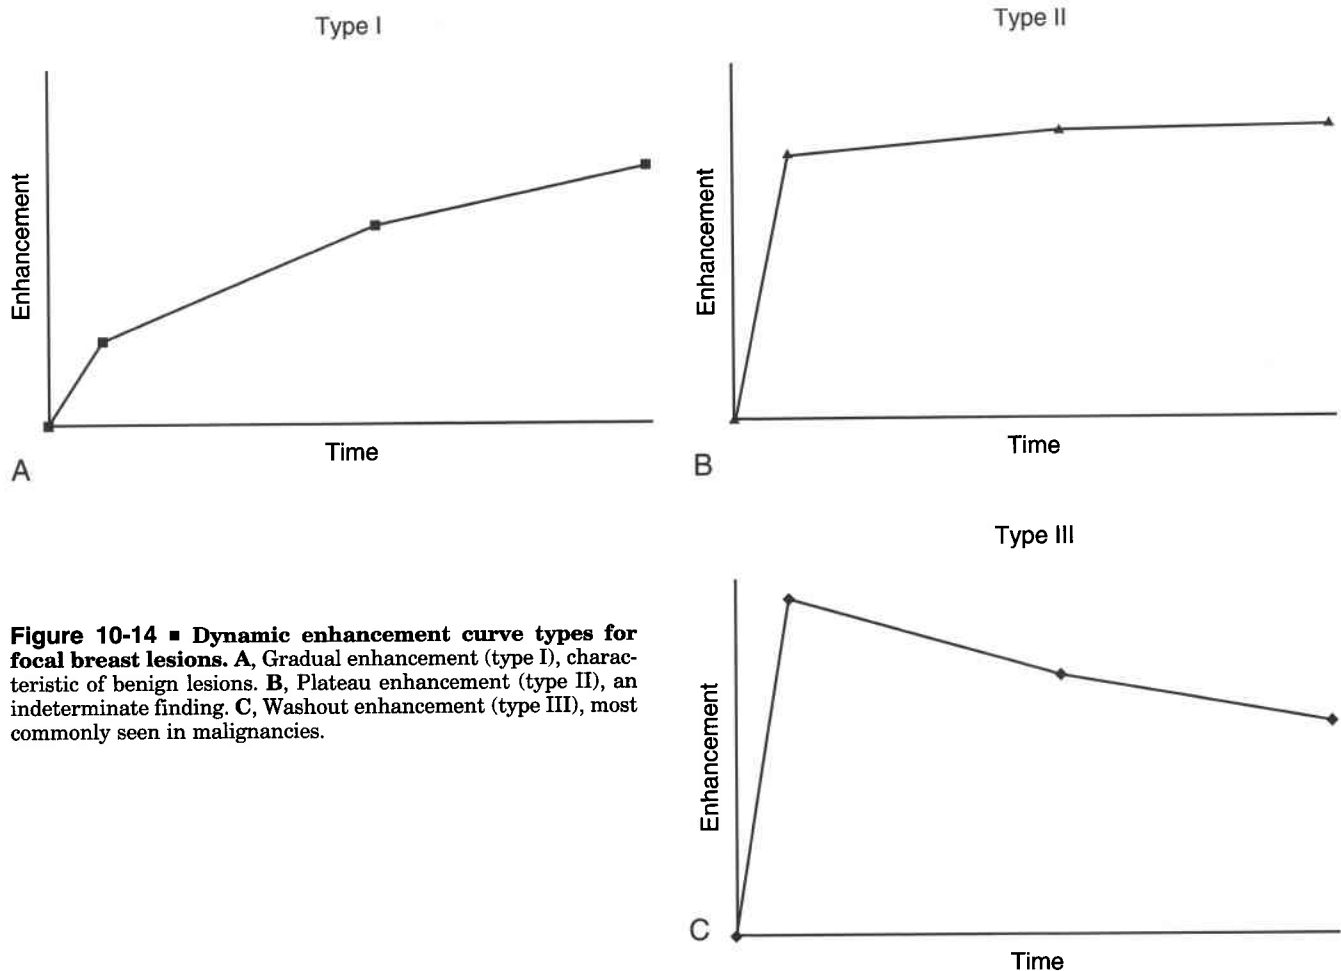 Type I
Enhancement
Time
A
Type II
Enhancement
Time
B
Figure 10-14 ■ Dynamic enhancement curve types for
focal breast lesions. A, Gradual enhancement (type I), charac-
teristic of benign lesions. B, Plateau enhancement (type II), an
indeterminate finding. C, Washout enhancement (type III), most
commonly seen in malignancies.
Type III
Enhancement
C
Time